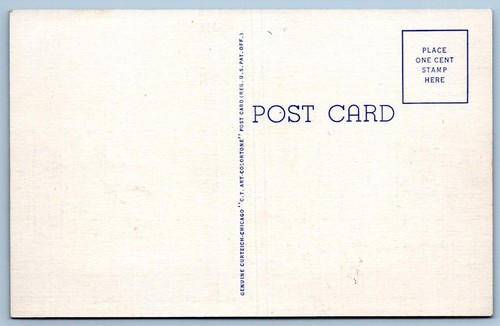 PLACE
ONE CENT
STAMP
HERE
POST CARD
GENUINE CURTEICH-CHICAGO "C.T. ART-COLORTONE" POST CARD (REG. U.S. PAT. OFF.)